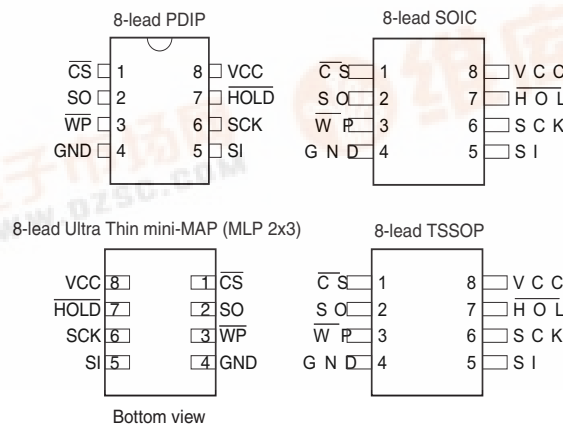 8-lead PDIP
CS 1 8 VCC
SO 2 7 HOLD
WP 3 6 SCK
GND 4 5 SI
8-lead SOIC
C S 1 8 V C C
S O 2 7 H O L
W P 3 6 S C K
G N D 4 5 S I
8-lead Ultra Thin mini-MAP (MLP 2x3)
VCC 8 1 CS
HOLD 7 2 SO
SCK 6 3 WP
SI 5 4 GND
Bottom view
8-lead TSSOP
C S 1 8 V C C
S O 2 7 H O L
W P 3 6 S C K
G N D 4 5 S I
WWW.DZSC.COM